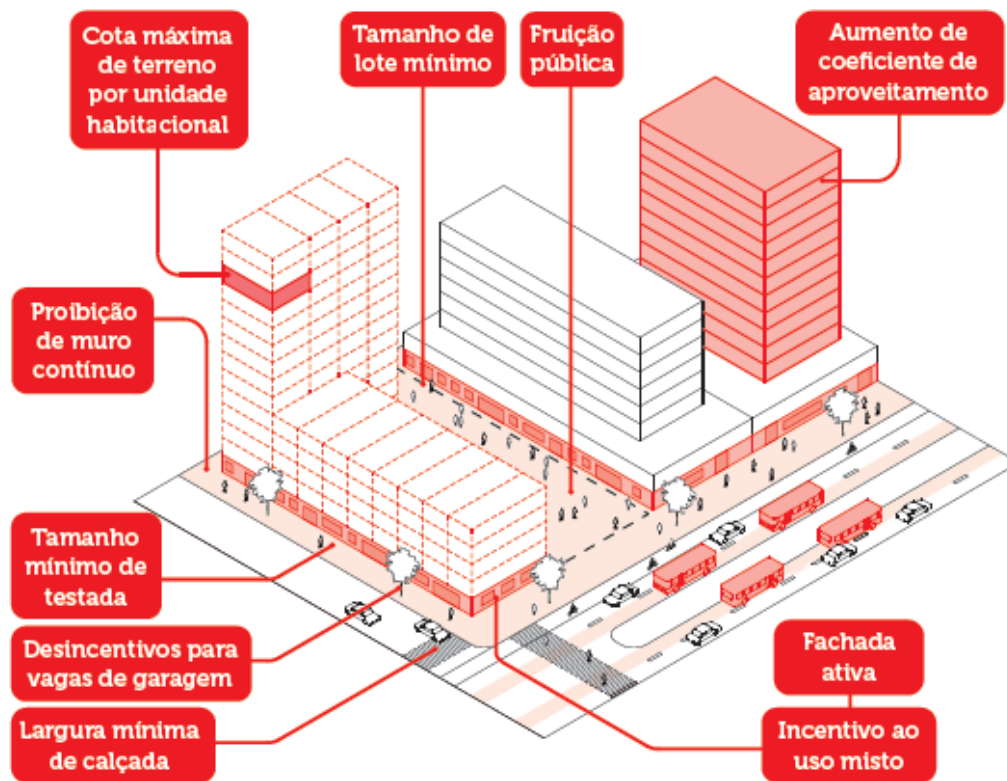 Cota máxima
de terreno
por unidade
habitacional
Tamanho de
lote mínimo
Fruição
pública
Aumento de
coeficiente de
aproveitamento
Proibição
de muro
contínuo
Tamanho
mínimo de
testada
Desincentivos para
vagas de garagem
Largura mínima
de calçada
Fachada
ativa
Incentivo ao
uso misto